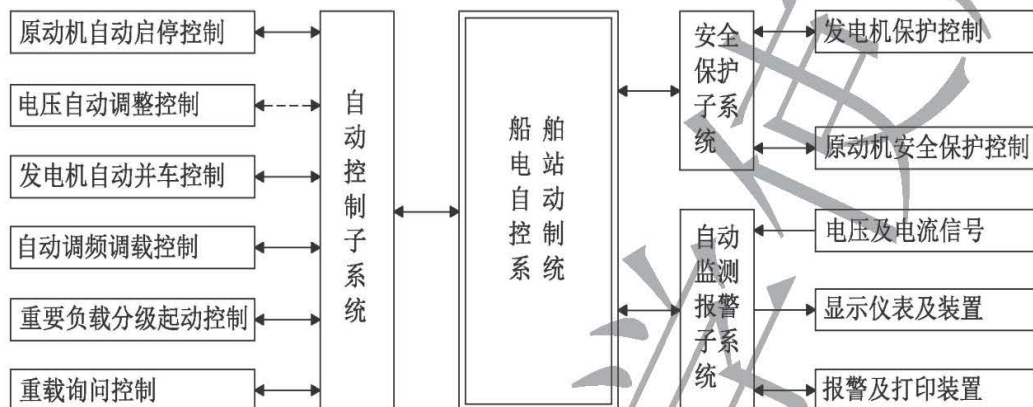 原动机自动启停控制
电压自动调整控制
发电机自动并车控制
自动调频调载控制
重要负载分级起动控制
重载询问控制
自动控制子系统
船舶
电站
自动
控制
系统
安全
保护
子系
统
发电机保护控制
原动机安全保护控制
自动
监测
报警
子系
统
电压及电流信号
显示仪表及装置
报警及打印装置